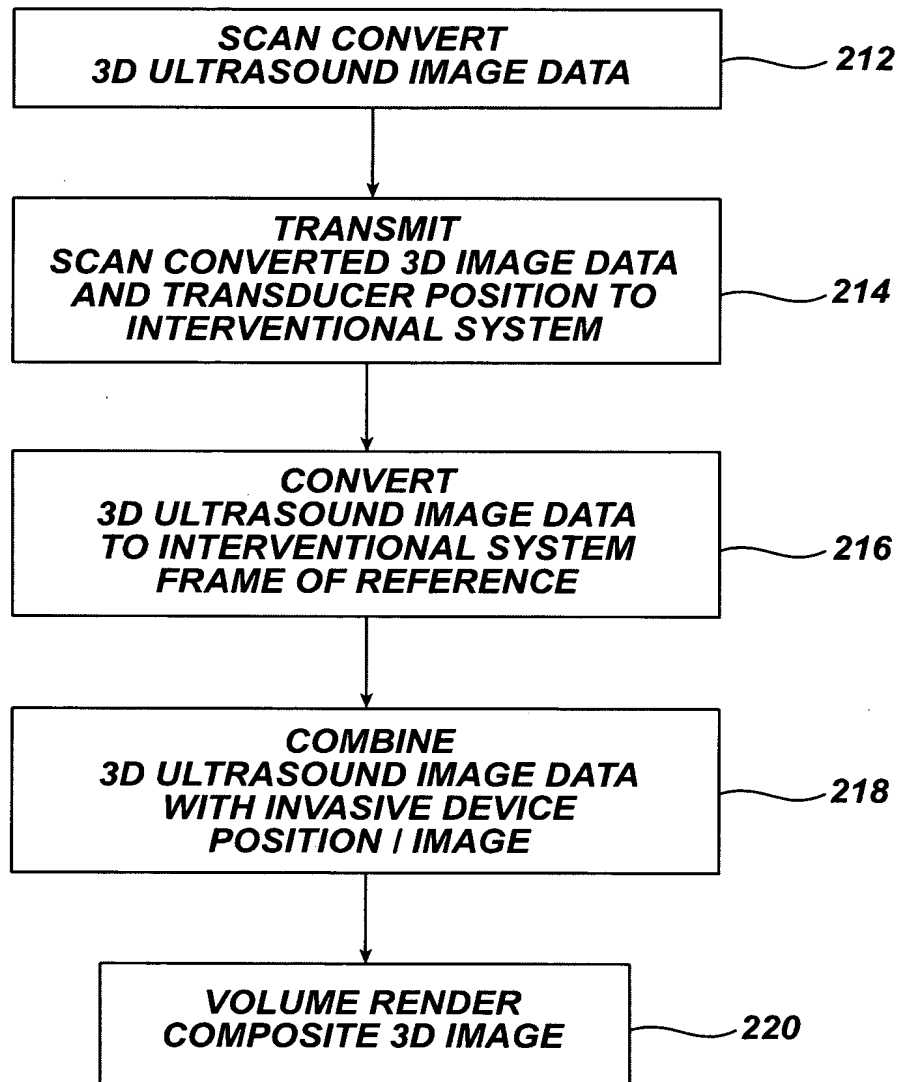 SCAN CONVERT
3D ULTRASOUND IMAGE DATA
212
TRANSMIT
SCAN CONVERTED 3D IMAGE DATA
AND TRANSDUCER POSITION TO
INTERVENTIONAL SYSTEM
214
CONVERT
3D ULTRASOUND IMAGE DATA
TO INTERVENTIONAL SYSTEM
FRAME OF REFERENCE
216
COMBINE
3D ULTRASOUND IMAGE DATA
WITH INVASIVE DEVICE
POSITION / IMAGE
218
VOLUME RENDER
COMPOSITE 3D IMAGE
220